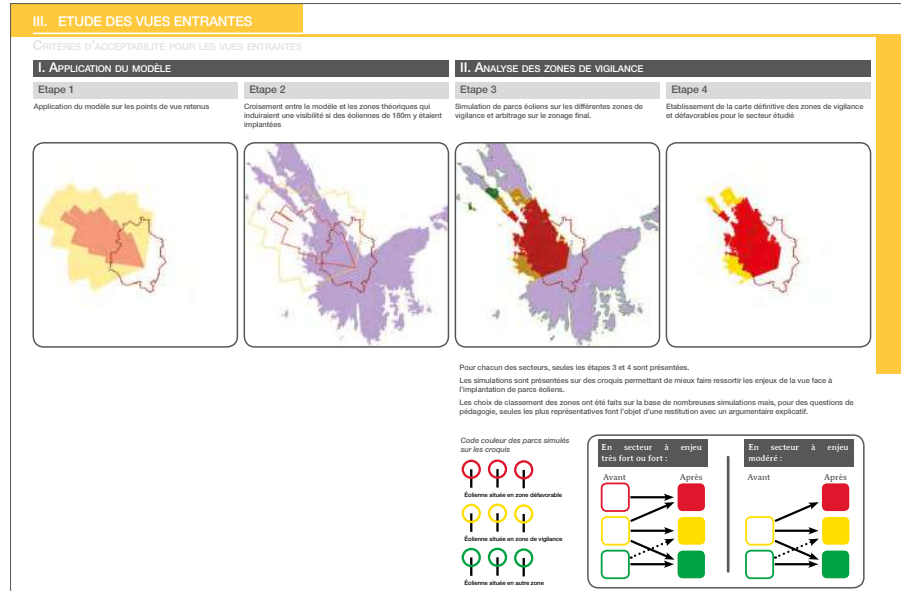 III. ETUDE DES VUES ENTRANTES
CRITÈRES D'ACCEPTABILITÉ POUR LES VUES ENTRANTES
I. APPLICATION DU MODÈLE
II. ANALYSE DES ZONES DE VIGILANCE
Etape 1
Application du modèle sur les points de vue retenus
Etape 2
Croisement entre le modèle et les zones théoriques qui
induiraient une visibilité si des éoliennes de 180m y étaient
implantées
Etape 3
Simulation de parcs éoliens sur les différentes zones de
vigilance et arbitrage sur le zonage final.
Etape 4
Etablissement de la carte définitive des zones de vigilance
et défavorables pour le secteur étudié
Pour chacun des secteurs, seules les étapes 3 et 4 sont présentées.
Les simulations sont présentées sur des croquis permettant de mieux faire ressortir les enjeux de la vue face à
l'implantation de parcs éoliens.
Les choix de classement des zones ont été faits sur la base de nombreuses simulations mais, pour des questions de
pédagogie, seules les plus représentatives font l'objet d'une restitution avec un argumentaire explicatif.
Code couleur des parcs simulés
sur les croquis
Éolienne située en zone défavorable
Éolienne située en zone de vigilance
Éolienne située en autre zone
En secteur à enjeu
très fort ou fort :
Avant Après
En secteur à enjeu
modéré :
Avant Après